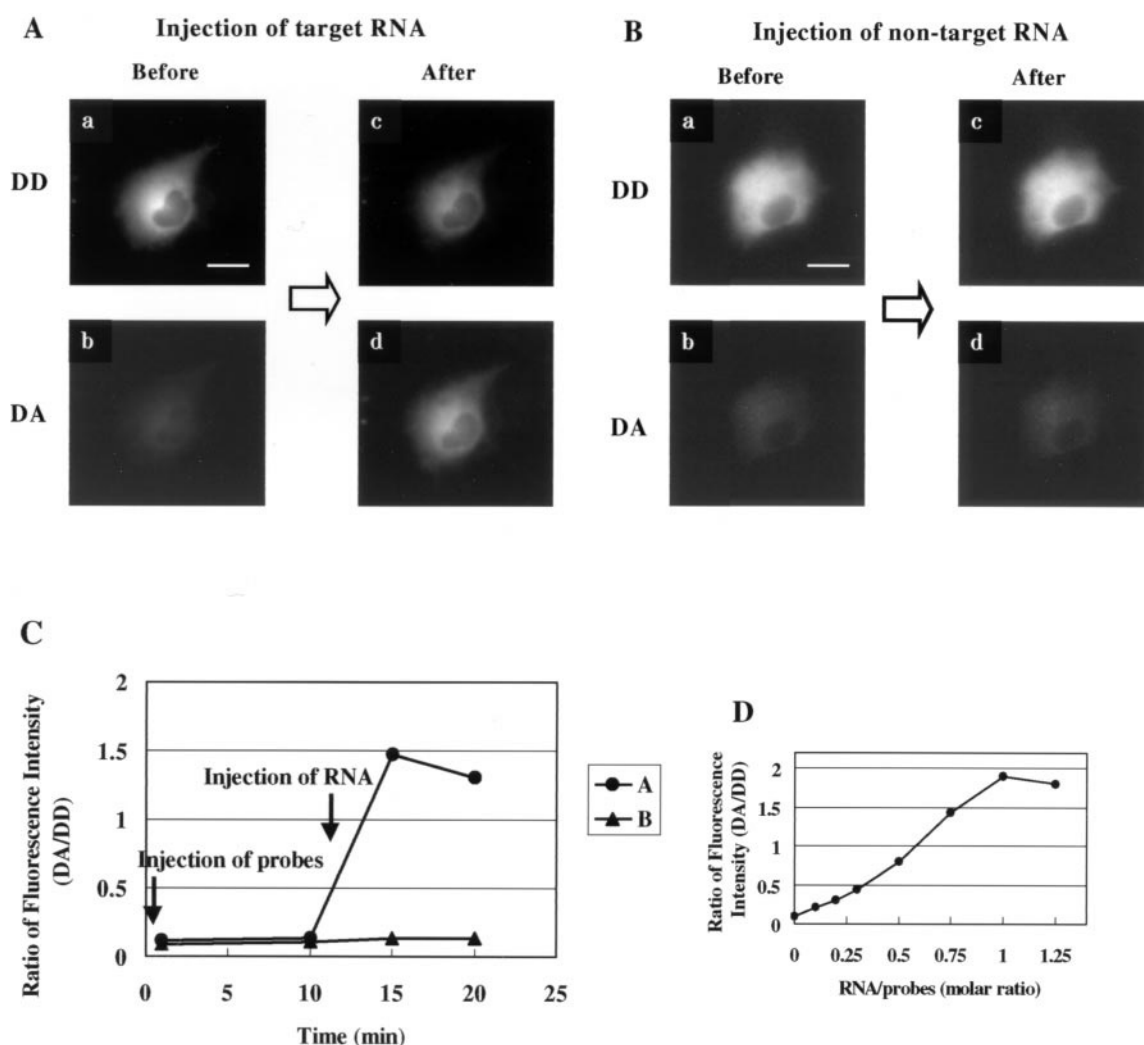 A
Injection of target RNA
Before
After
a
c
DD
b
d
DA
B
Injection of non-target RNA
Before
After
a
c
DD
b
d
DA
C
Ratio of Fluorescence Intensity
(DA/DD)
2
1.5
1
0.5
0
Injection of RNA
Injection of probes
0 5 10 15 20 25
Time (min)
A
B
D
Ratio of Fluorescence
Intensity (DA/DD)
2
1.5
1
0.5
0
0 0.25 0.5 0.75 1 1.25
RNA/probes (molar ratio)